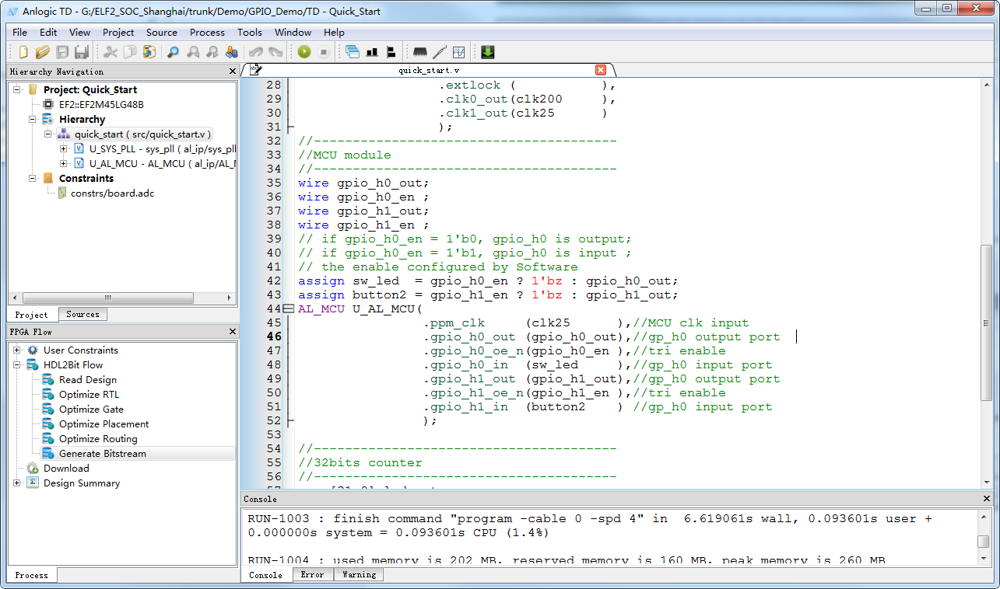 Anlogic TD - G:/ELF2_SOC_Shanghai/trunk/Demo/GPIO_Demo/TD - Quick_Start
File Edit View Project Source Process Tools Window Help
Hierarchy Navigation
Project: Quick_Start
EF2::EF2M45LG48B
Hierarchy
quick_start ( src/quick_start.v )
U_SYS_PLL - sys_pll ( al_ip/sys_pll
U_AL_MCU - AL_MCU ( al_ip/AL_
Constraints
constrs/board.adc
Project Sources
FPGA Flow
User Constraints
HDL2Bit Flow
Read Design
Optimize RTL
Optimize Gate
Optimize Placement
Optimize Routing
Generate Bitstream
Download
Design Summary
Process
quick_start.v
28 .extlock ( ),
29 .clk0_out(clk200 ),
30 .clk1_out(clk25 )
31 );
32 //---------------------------------------
33 //MCU module
34 //---------------------------------------
35 wire gpio_h0_out;
36 wire gpio_h0_en ;
37 wire gpio_h1_out;
38 wire gpio_h1_en ;
39 // if gpio_h0_en = 1'b0, gpio_h0 is output;
40 // if gpio_h0_en = 1'b1, gpio_h0 is input ;
41 // the enable configured by Software
42 assign sw_led = gpio_h0_en ? 1'bz : gpio_h0_out;
43 assign button2 = gpio_h1_en ? 1'bz : gpio_h1_out;
44 AL_MCU U_AL_MCU(
45 .ppm_clk (clk25 ),//MCU clk input
46 .gpio_h0_out (gpio_h0_out),//gp_h0 output port
47 .gpio_h0_oe_n(gpio_h0_en ),//tri enable
48 .gpio_h0_in (sw_led ),//gp_h0 input port
49 .gpio_h1_out (gpio_h1_out),//gp_h0 output port
50 .gpio_h1_oe_n(gpio_h1_en ),//tri enable
51 .gpio_h1_in (button2 ) //gp_h0 input port
52 );
53
54 //---------------------------------------
55 //32bits counter
56 //---------------------------------------
Console
RUN-1003 : finish command "program -cable 0 -spd 4" in 6.619061s wall, 0.093601s user +
0.000000s system = 0.093601s CPU (1.4%)
RUN-1004 : used memory is 202 MB, reserved memory is 160 MB, peak memory is 260 MB
Console Error Warning